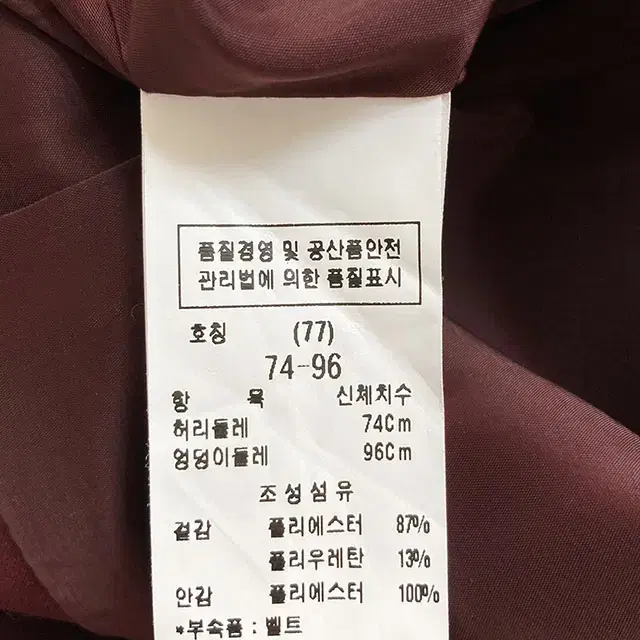 품질경영 및 공산품안전
관리법에 의한 품질표시
호칭 (77)
74-96
항 목 신체치수
허리둘레 74Cm
엉덩이둘레 96Cm
조성섬유
겉감 폴리에스터 87%
폴리우레탄 13%
안감 폴리에스터 100%
*부속품 : 벨트